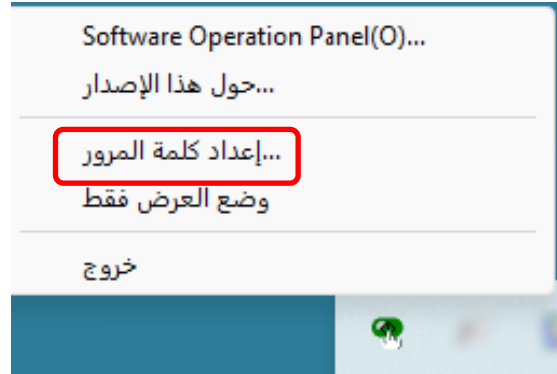 Software Operation Panel(O)...
حول هذا الإصدار...
إعداد كلمة المرور...
وضع العرض فقط
خروج